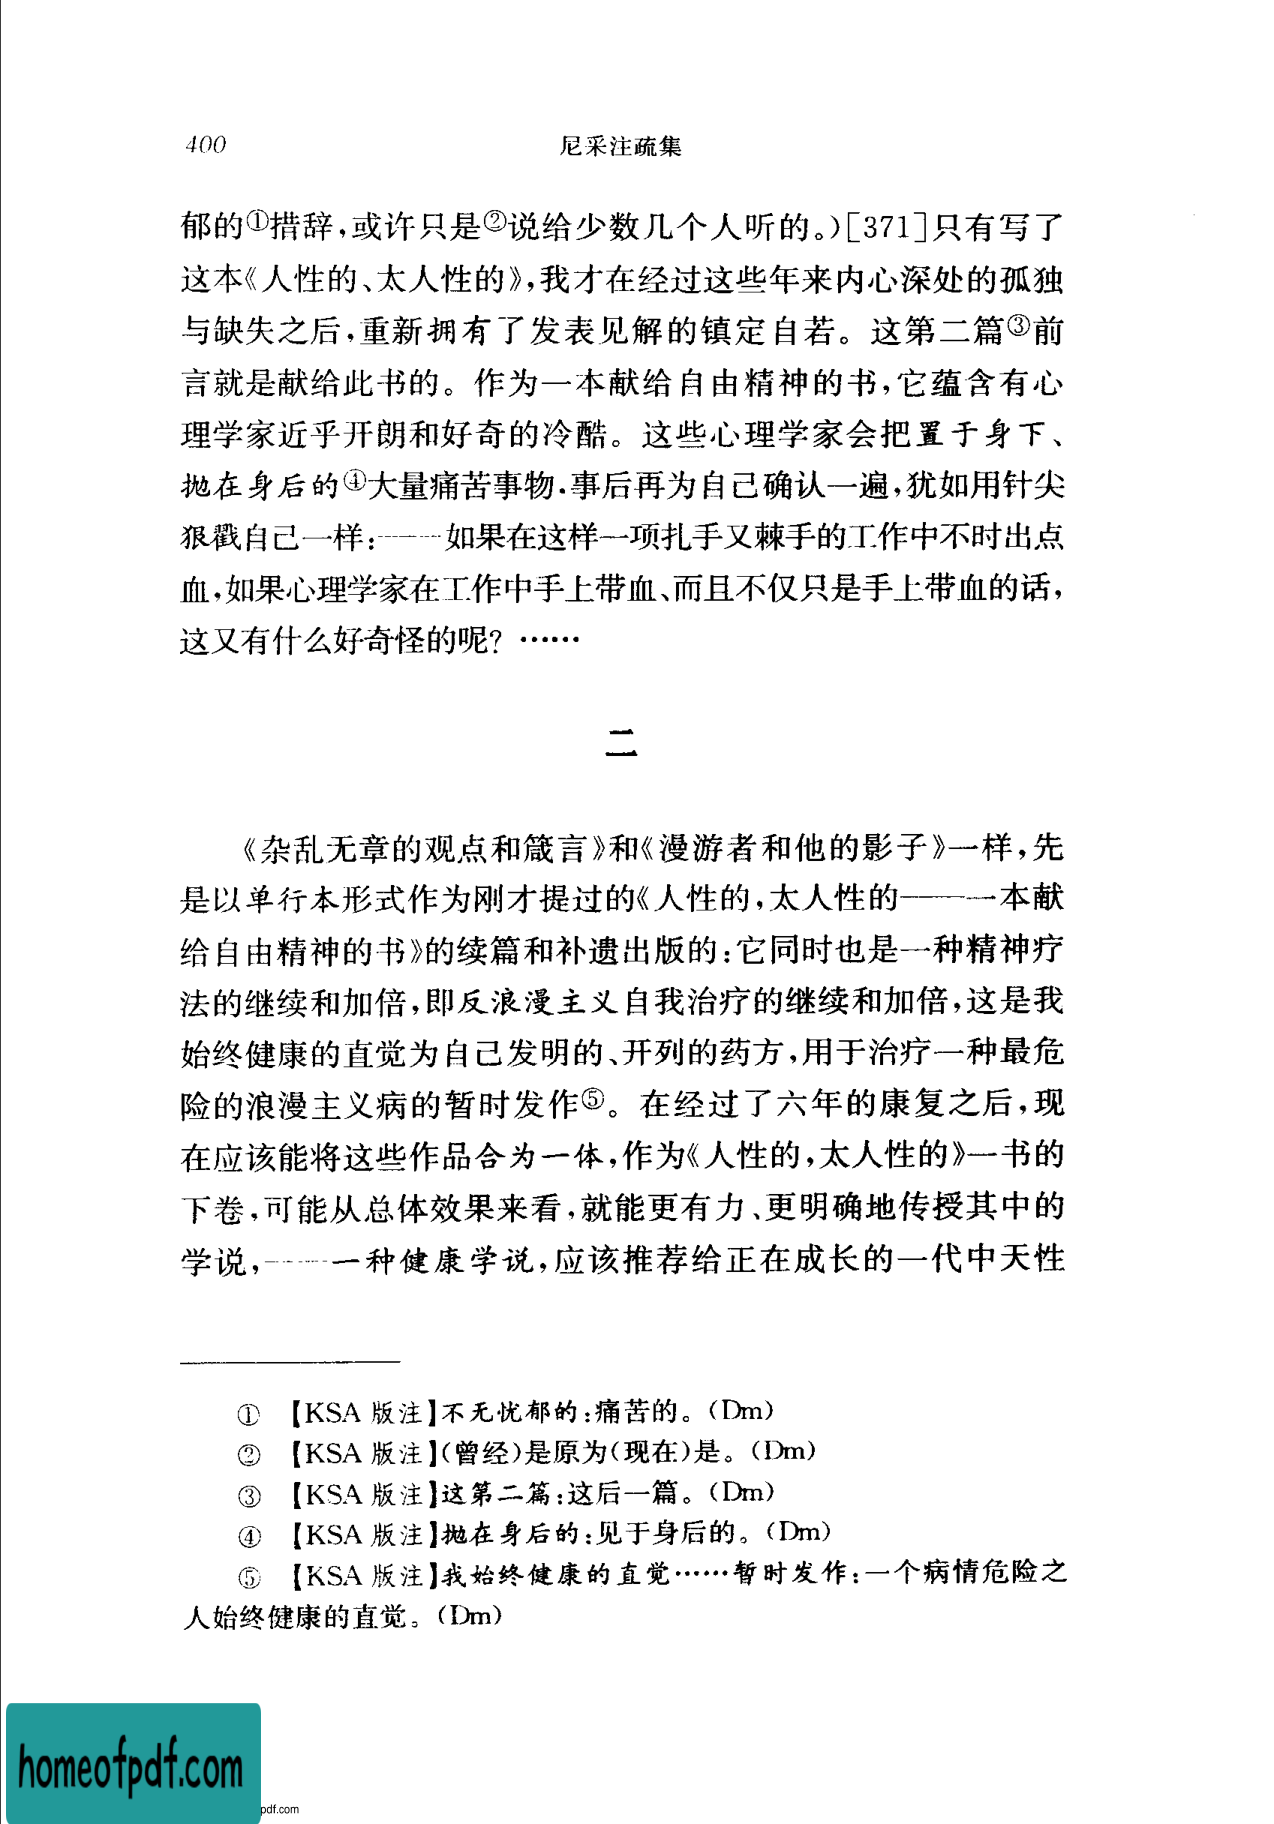 400
尼采注疏集
郁的①措辞,或许只是②说给少数几个人听的。)[371]只有写了
这本《人性的、太人性的》,我才在经过这些年来内心深处的孤独
与缺失之后,重新拥有了发表见解的镇定自若。这第二篇③前
言就是献给此书的。作为一本献给自由精神的书,它蕴含有心
理学家近乎开朗和好奇的冷酷。这些心理学家会把置于身下、
抛在身后的④大量痛苦事物,事后再为自己确认一遍,犹如用针尖
狠戳自己一样:——如果在这样一项扎手又棘手的工作中不时出点
血,如果心理学家在工作中手上带血、而且不仅只是手上带血的话,
这又有什么好奇怪的呢? ……
二
《杂乱无章的观点和箴言》和《漫游者和他的影子》一样,先
是以单行本形式作为刚才提过的《人性的,太人性的——一本献
给自由精神的书》的续篇和补遗出版的:它同时也是一种精神疗
法的继续和加倍,即反浪漫主义自我治疗的继续和加倍,这是我
始终健康的直觉为自己发明的、开列的药方,用于治疗一种最危
险的浪漫主义病的暂时发作⑤。在经过了六年的康复之后,现
在应该能将这些作品合为一体,作为《人性的,太人性的》一书的
下卷,可能从总体效果来看,就能更有力、更明确地传授其中的
学说,——一种健康学说,应该推荐给正在成长的一代中天性
① 【KSA 版注】不无忧郁的:痛苦的。(Dm)
② 【KSA 版注】(曾经)是原为(现在)是。(Dm)
③ 【KSA 版注】这第二篇:这后一篇。(Dm)
④ 【KSA 版注】抛在身后的:见于身后的。(Dm)
⑤ 【KSA 版注】我始终健康的直觉……暂时发作:一个病情危险之
人始终健康的直觉。(Dm)
homeofpdf.com
pdf.com